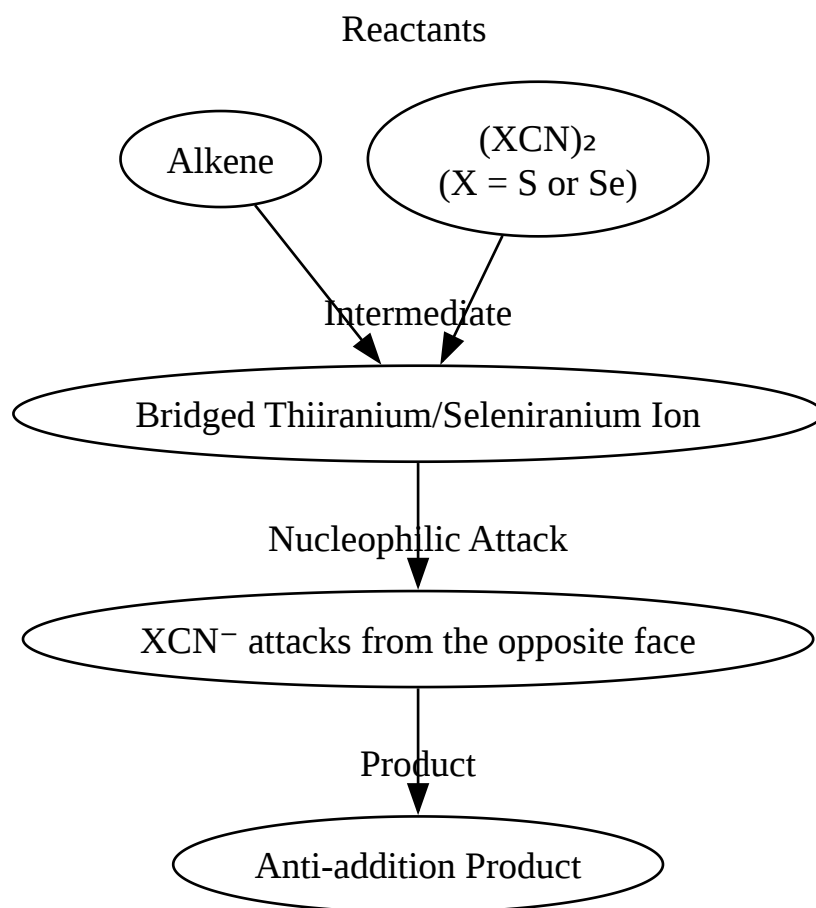 Reactants
Alkene
(XCN)₂
(X = S or Se)
Intermediate
Bridged Thiiranium/Seleniranium Ion
Nucleophilic Attack
XCN⁻ attacks from the opposite face
Product
Anti-addition Product